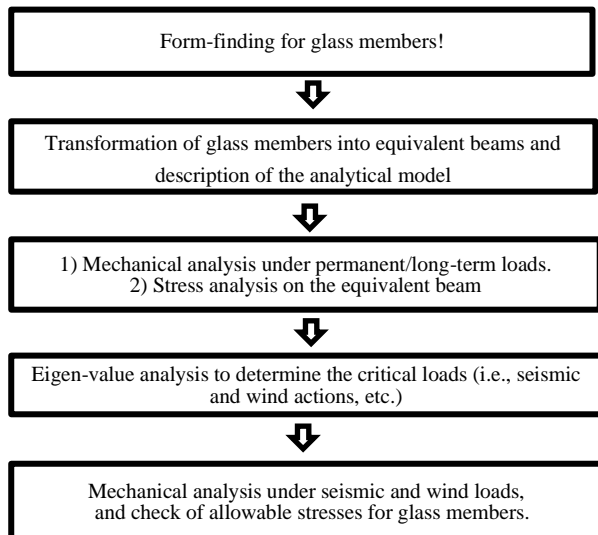 Form-finding for glass members!
Transformation of glass members into equivalent beams and
description of the analytical model
1) Mechanical analysis under permanent/long-term loads.
2) Stress analysis on the equivalent beam
Eigen-value analysis to determine the critical loads (i.e., seismic
and wind actions, etc.)
Mechanical analysis under seismic and wind loads,
and check of allowable stresses for glass members.